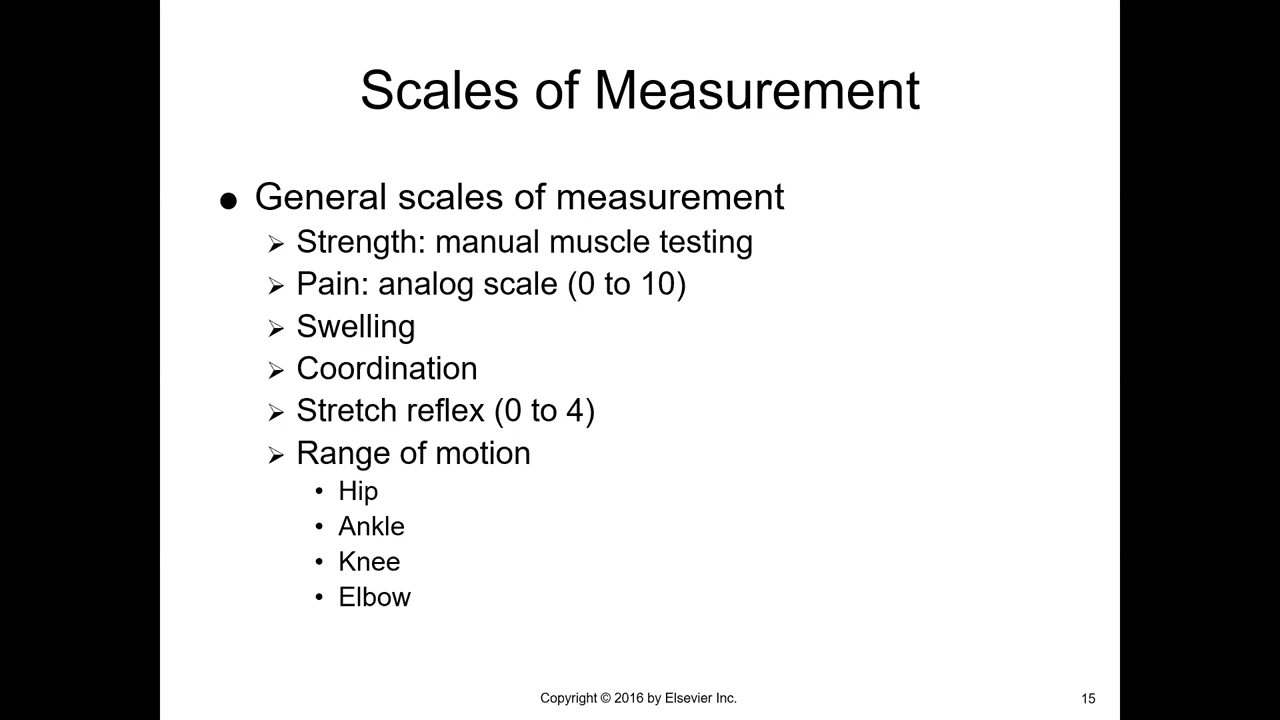 Scales of Measurement
● General scales of measurement
➢ Strength: manual muscle testing
➢ Pain: analog scale (0 to 10)
➢ Swelling
➢ Coordination
➢ Stretch reflex (0 to 4)
➢ Range of motion
• Hip
• Ankle
• Knee
• Elbow
Copyright © 2016 by Elsevier Inc.
15